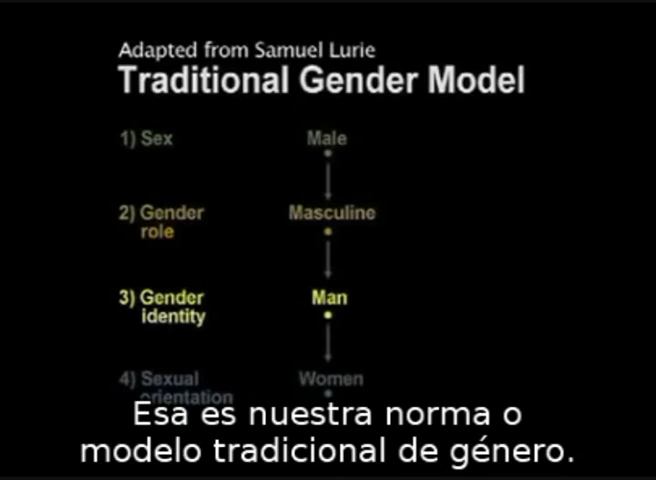 Adapted from Samuel Lurie
Traditional Gender Model
1) Sex Male
2) Gender role Masculine
3) Gender identity Man
4) Sexual orientation Women
Esa es nuestra norma o
modelo tradicional de género.